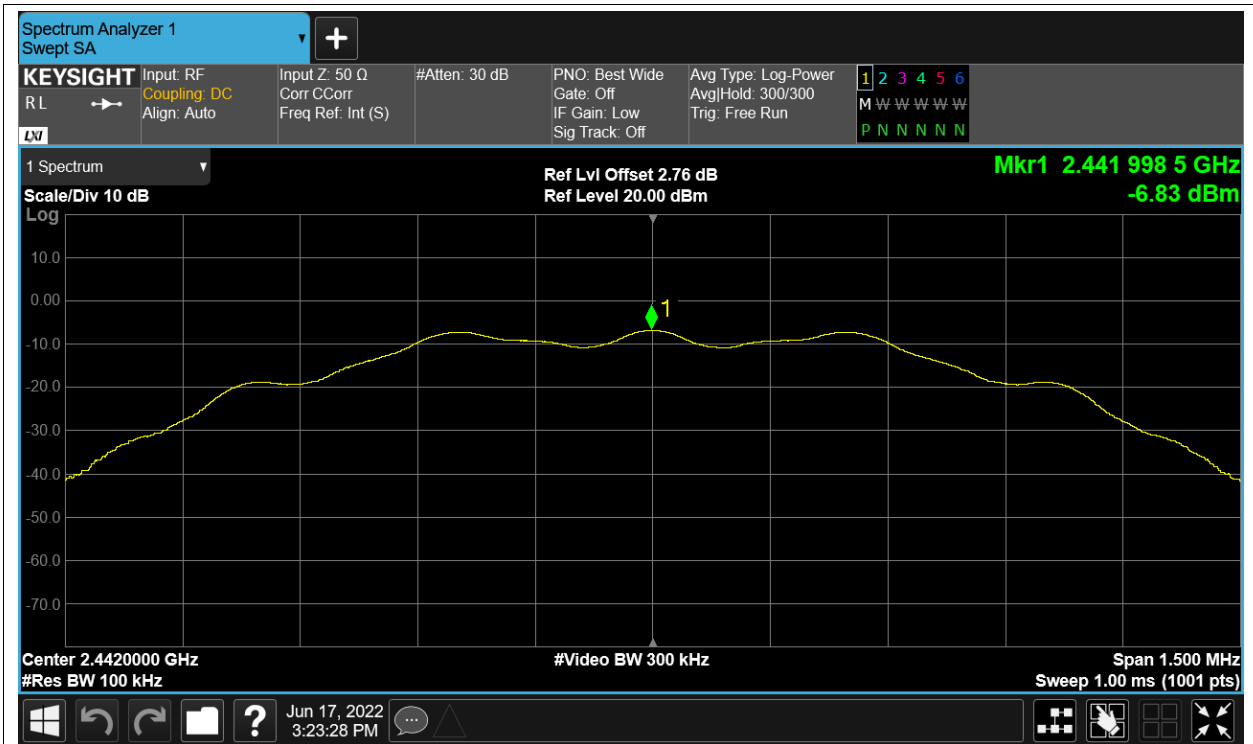 Spectrum Analyzer 1
Swept SA
KEYSIGHT
R L
LXI
Input: RF
Coupling: DC
Align: Auto
Input Z: 50 Ω
Corr CCorr
Freq Ref: Int (S)
#Atten: 30 dB
PNO: Best Wide
Gate: Off
IF Gain: Low
Sig Track: Off
Avg Type: Log-Power
Avg|Hold: 300/300
Trig: Free Run
1 2 3 4 5 6
M W W W W W
P N N N N N
1 Spectrum
Scale/Div 10 dB
Log
Ref Lvl Offset 2.76 dB
Ref Level 20.00 dBm
Mkr1 2.441 998 5 GHz
-6.83 dBm
10.0
0.00
1
-10.0
-20.0
-30.0
-40.0
-50.0
-60.0
-70.0
Center 2.4420000 GHz
#Res BW 100 kHz
#Video BW 300 kHz
Span 1.500 MHz
Sweep 1.00 ms (1001 pts)
?
Jun 17, 2022
3:23:28 PM